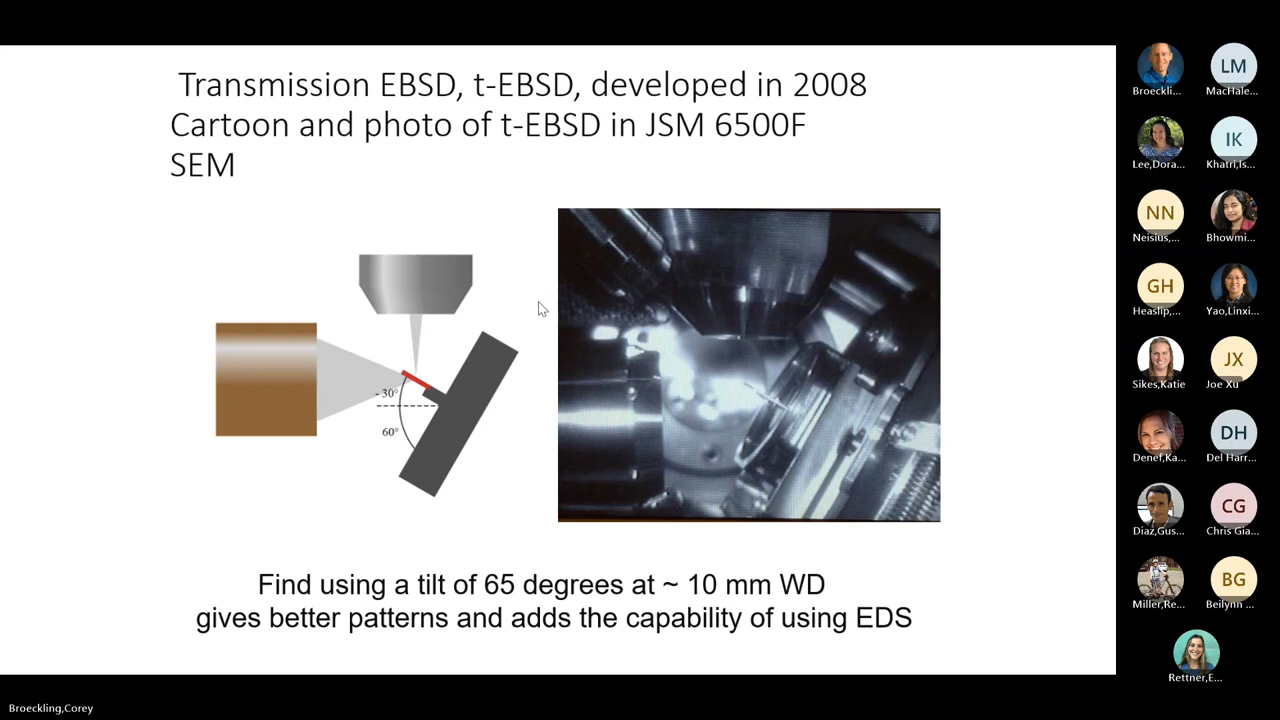 Transmission EBSD, t-EBSD, developed in 2008
Cartoon and photo of t-EBSD in JSM 6500F
SEM
- 30°
60°
Find using a tilt of 65 degrees at ~ 10 mm WD
gives better patterns and adds the capability of using EDS
Broeckli...
LM
MacHale...
Lee,Dora...
IK
Khatri,Is...
NN
Neisius,...
Bhowmi...
GH
Heaslip,...
Yao,Linxi...
Sikes,Katie
JX
Joe Xu
Denef,Ka...
DH
Del Harr...
Diaz,Gus...
CG
Chris Gia...
Miller,Re...
BG
Beilynn ...
Rettner,E...
Broeckling,Corey